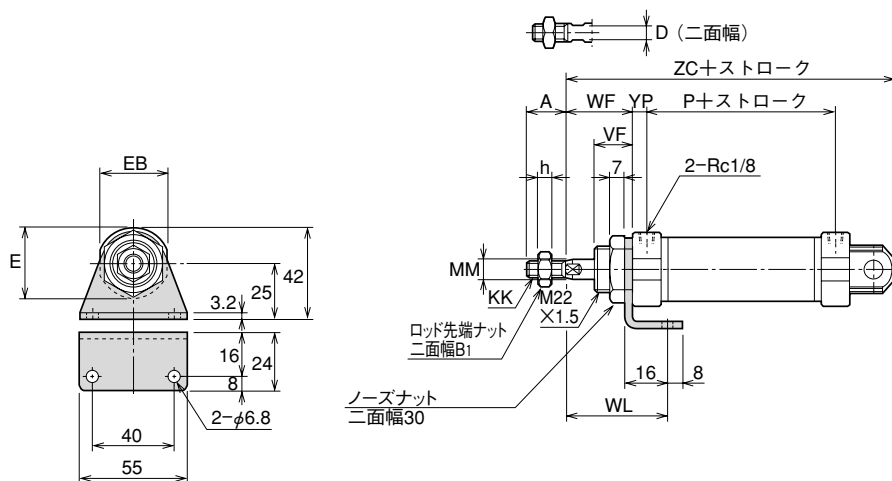 D（二面幅）
ZC＋ストローク
A
WF
YP
P＋ストローク
VF
EB
h
7
2-Rc1/8
E
42
MM
25
3.2
KK
M22
×1.5
ロッド先端ナット
二面幅B1
16
24
8
16
8
ノーズナット
二面幅30
WL
2-φ6.8
40
55